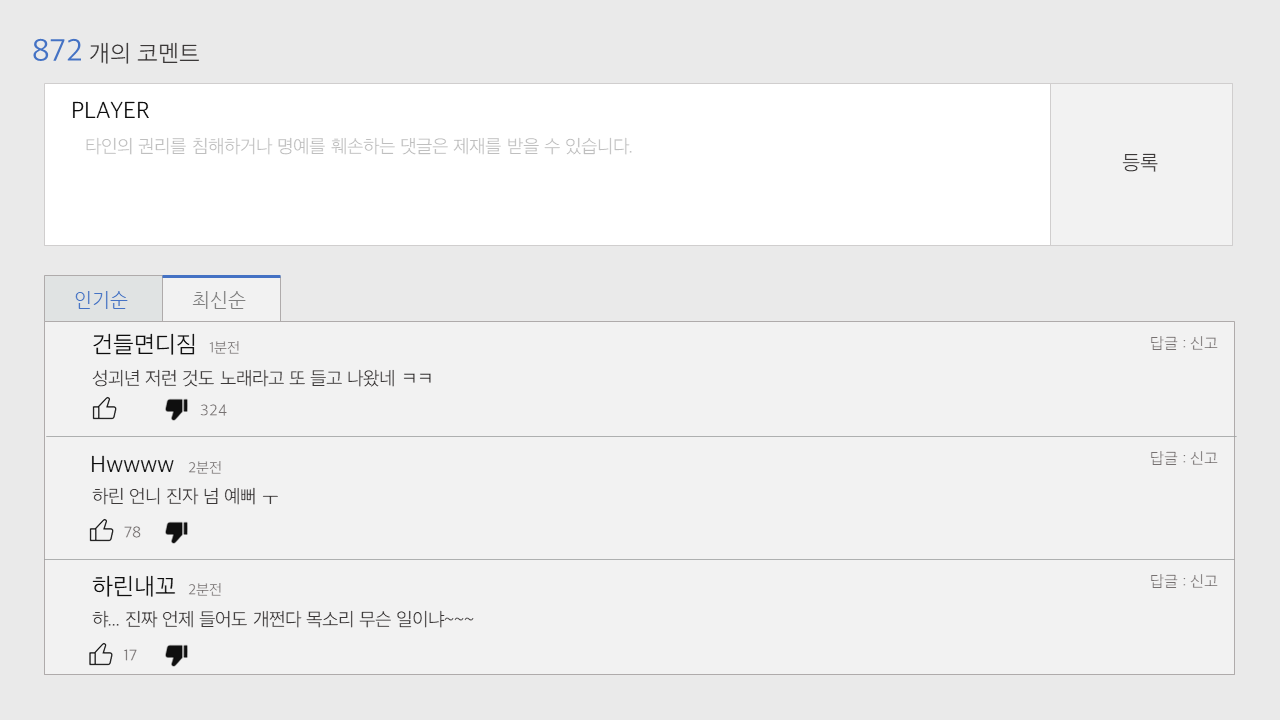 872 개의 코멘트
PLAYER
타인의 권리를 침해하거나 명예를 훼손하는 댓글은 제재를 받을 수 있습니다.
등록
인기순
최신순
건들면디짐 1분전
답글 : 신고
성괴년 저런 것도 노래라고 또 들고 나왔네 ㅋㅋ
324
Hwwww 2분전
답글 : 신고
하린 언니 진자 넘 예뻐 ㅜ
78
하린내꼬 2분전
답글 : 신고
햐... 진짜 언제 들어도 개쩐다 목소리 무슨 일이냐~~~
17